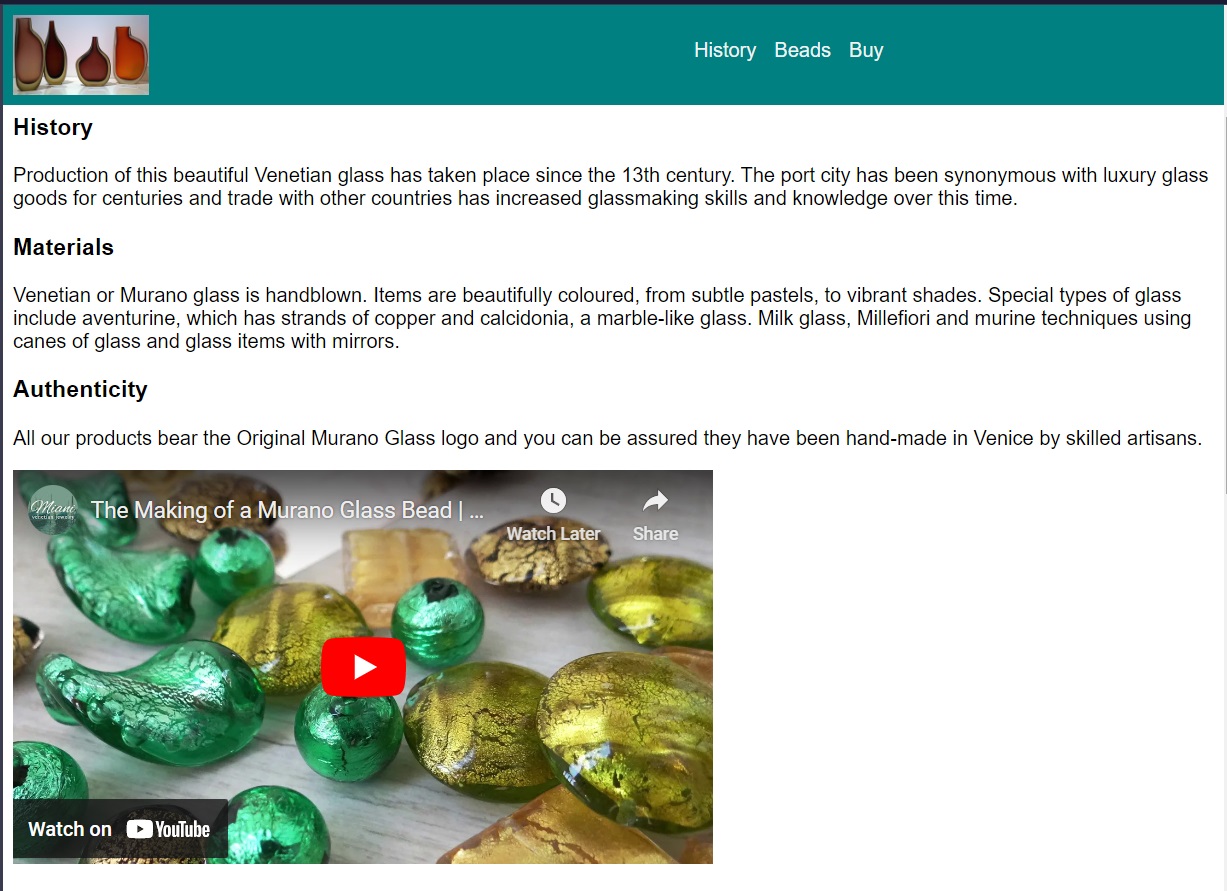 History Beads Buy
History
Production of this beautiful Venetian glass has taken place since the 13th century. The port city has been synonymous with luxury glass
goods for centuries and trade with other countries has increased glassmaking skills and knowledge over this time.
Materials
Venetian or Murano glass is handblown. Items are beautifully coloured, from subtle pastels, to vibrant shades. Special types of glass
include aventurine, which has strands of copper and calcidonia, a marble-like glass. Milk glass, Millefiori and murine techniques using
canes of glass and glass items with mirrors.
Authenticity
All our products bear the Original Murano Glass logo and you can be assured they have been hand-made in Venice by skilled artisans.
Miani
venetian jewelry
The Making of a Murano Glass Bead | ...
Watch Later Share
Watch on YouTube